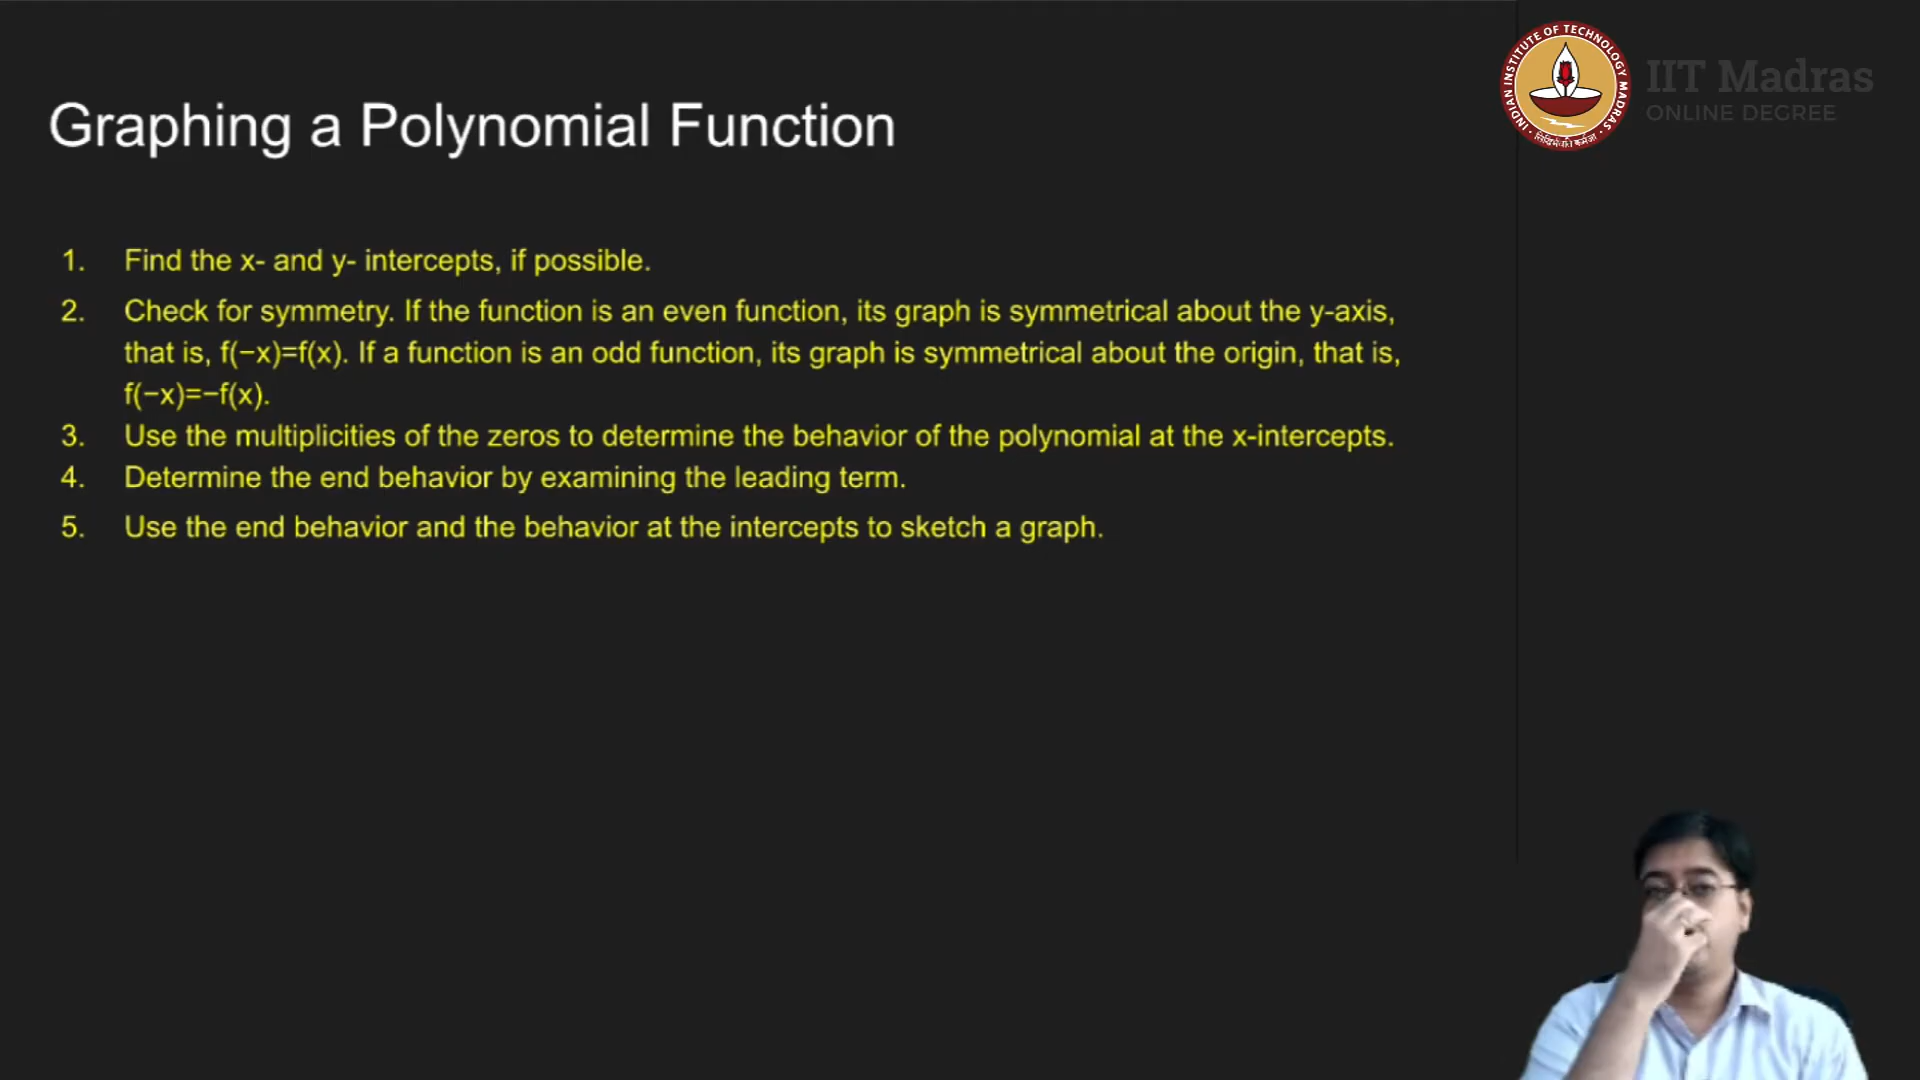 INDIAN INSTITUTE OF TECHNOLOGY MADRAS
IIT Madras
ONLINE DEGREE
Graphing a Polynomial Function
1. Find the x- and y- intercepts, if possible.
2. Check for symmetry. If the function is an even function, its graph is symmetrical about the y-axis,
that is, f(−x)=f(x). If a function is an odd function, its graph is symmetrical about the origin, that is,
f(−x)=−f(x).
3. Use the multiplicities of the zeros to determine the behavior of the polynomial at the x-intercepts.
4. Determine the end behavior by examining the leading term.
5. Use the end behavior and the behavior at the intercepts to sketch a graph.